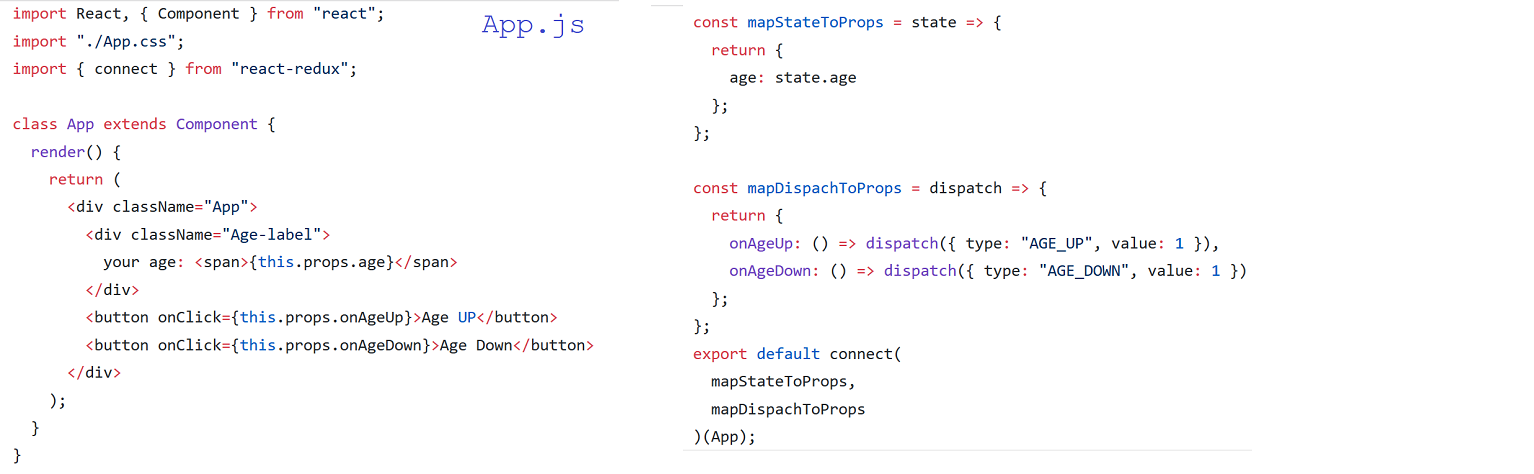 import React, { Component } from "react";
App.js
import "./App.css";
import { connect } from "react-redux";
class App extends Component {
render() {
return (
<div className="App">
<div className="Age-label">
your age: <span>{this.props.age}</span>
</div>
<button onClick={this.props.onAgeUp}>Age UP</button>
<button onClick={this.props.onAgeDown}>Age Down</button>
</div>
);
}
}
const mapStateToProps = state => {
return {
age: state.age
};
};
const mapDispachToProps = dispatch => {
return {
onAgeUp: () => dispatch({ type: "AGE_UP", value: 1 }),
onAgeDown: () => dispatch({ type: "AGE_DOWN", value: 1 })
};
};
export default connect(
mapStateToProps,
mapDispachToProps
)(App);